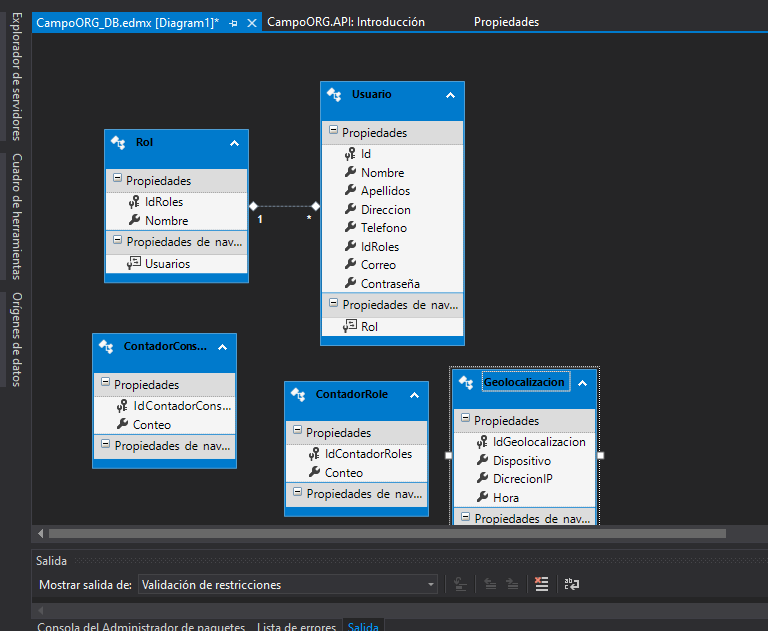 Explorador de servidores
Cuadro de herramientas
Orígenes de datos
CampoORG_DB.edmx [Diagram1]*
CampoORG.API: Introducción
Propiedades
Rol
Propiedades
IdRoles
Nombre
Propiedades de nav...
Usuarios
1
*
Usuario
Propiedades
Id
Nombre
Apellidos
Direccion
Telefono
IdRoles
Correo
Contraseña
Propiedades de nav...
Rol
ContadorCons...
Propiedades
IdContadorCons...
Conteo
Propiedades de nav...
ContadorRole
Propiedades
IdContadorRoles
Conteo
Propiedades de nav...
Geolocalizacion
Propiedades
IdGeolocalizacion
Dispositivo
DicrecionIP
Hora
Propiedades de nav...
Salida
Mostrar salida de: Validación de restricciones
Consola del Administrador de paquetes
Lista de errores
Salida